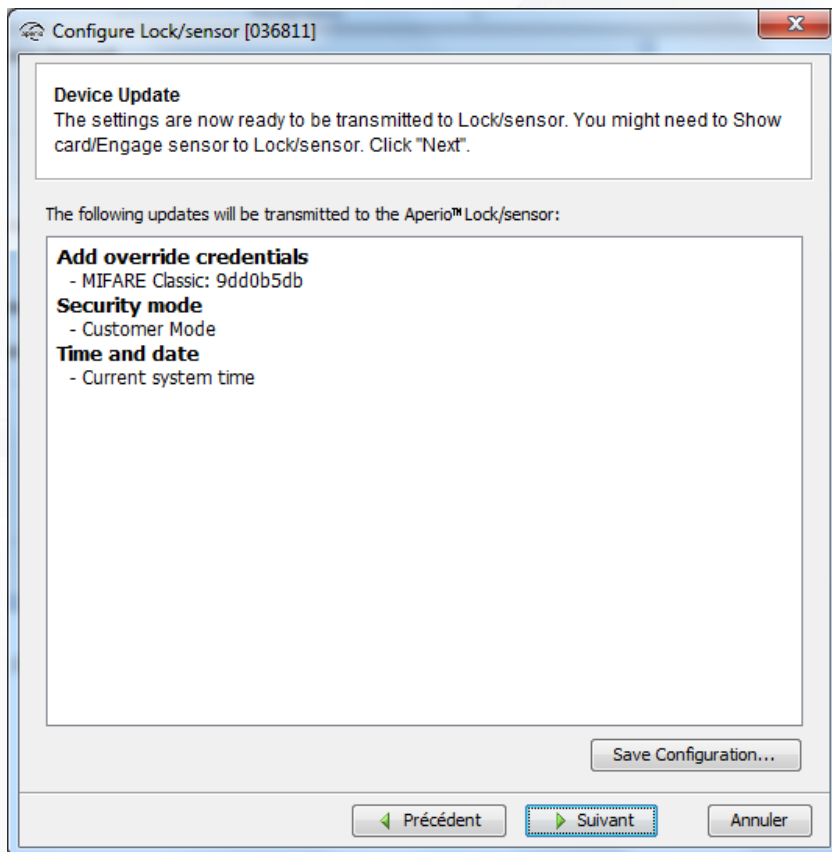 Configure Lock/sensor [036811]
Device Update
The settings are now ready to be transmitted to Lock/sensor. You might need to Show
card/Engage sensor to Lock/sensor. Click "Next".
The following updates will be transmitted to the Aperio™ Lock/sensor:
Add override credentials
- MIFARE Classic: 9dd0b5db
Security mode
- Customer Mode
Time and date
- Current system time
Save Configuration...
Précédent
Suivant
Annuler